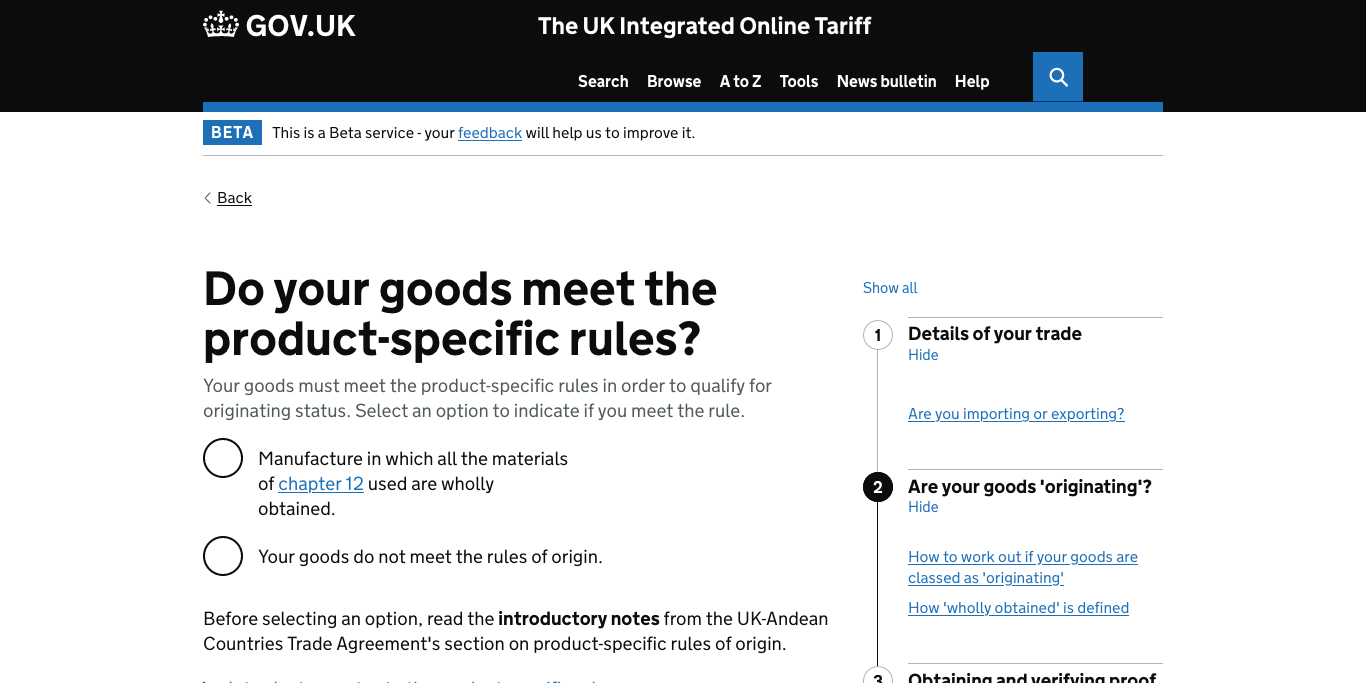 GOV.UK
The UK Integrated Online Tariff
Search Browse A to Z Tools News bulletin Help
BETA This is a Beta service - your feedback will help us to improve it.
Back
Do your goods meet the
product-specific rules?
Your goods must meet the product-specific rules in order to qualify for
originating status. Select an option to indicate if you meet the rule.
Manufacture in which all the materials
of chapter 12 used are wholly
obtained.
Your goods do not meet the rules of origin.
Before selecting an option, read the introductory notes from the UK-Andean
Countries Trade Agreement's section on product-specific rules of origin.
Show all
1 Details of your trade
Hide
Are you importing or exporting?
2 Are your goods 'originating'?
Hide
How to work out if your goods are
classed as 'originating'
How 'wholly obtained' is defined
3 Obtaining and verifying proof